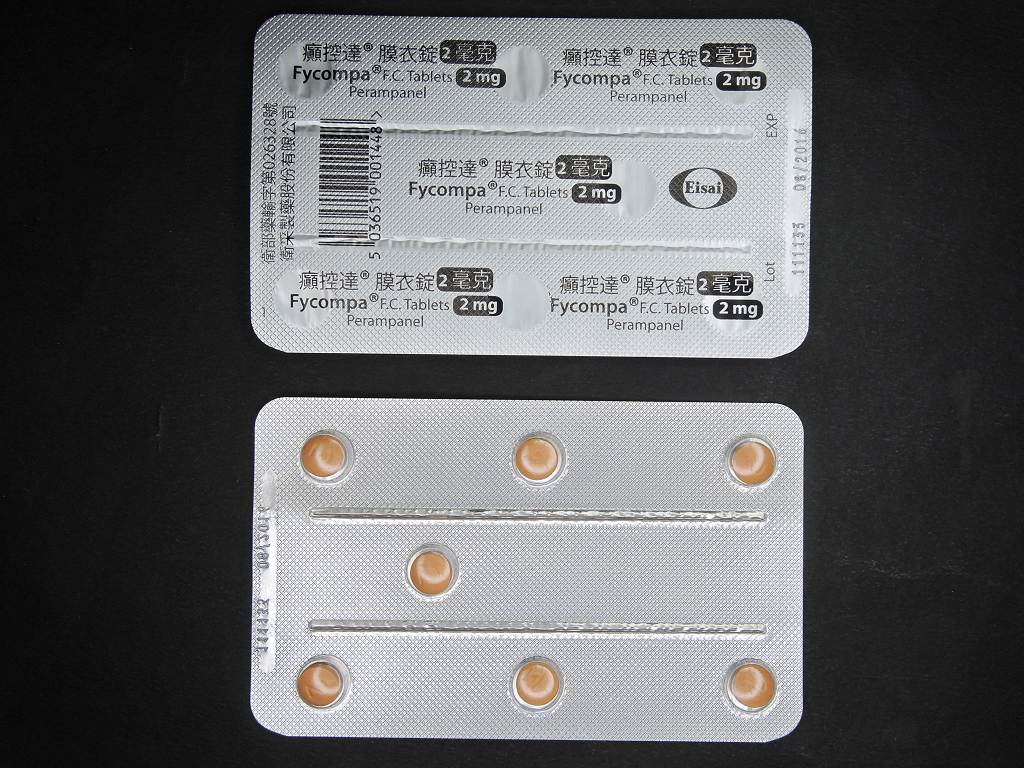 癲控達® 膜衣錠 2 毫克
Fycompa® F.C. Tablets 2 mg
Perampanel
癲控達® 膜衣錠 2 毫克
Fycompa® F.C. Tablets 2 mg
Perampanel
衛部藥輸字第026328號
衛采製藥股份有限公司
5 036519 001448 >
癲控達® 膜衣錠 2 毫克
Fycompa® F.C. Tablets 2 mg
Perampanel
Eisai
EXP 08/2016
Lot 111133
癲控達® 膜衣錠 2 毫克
Fycompa® F.C. Tablets 2 mg
Perampanel
癲控達® 膜衣錠 2 毫克
Fycompa® F.C. Tablets 2 mg
Perampanel